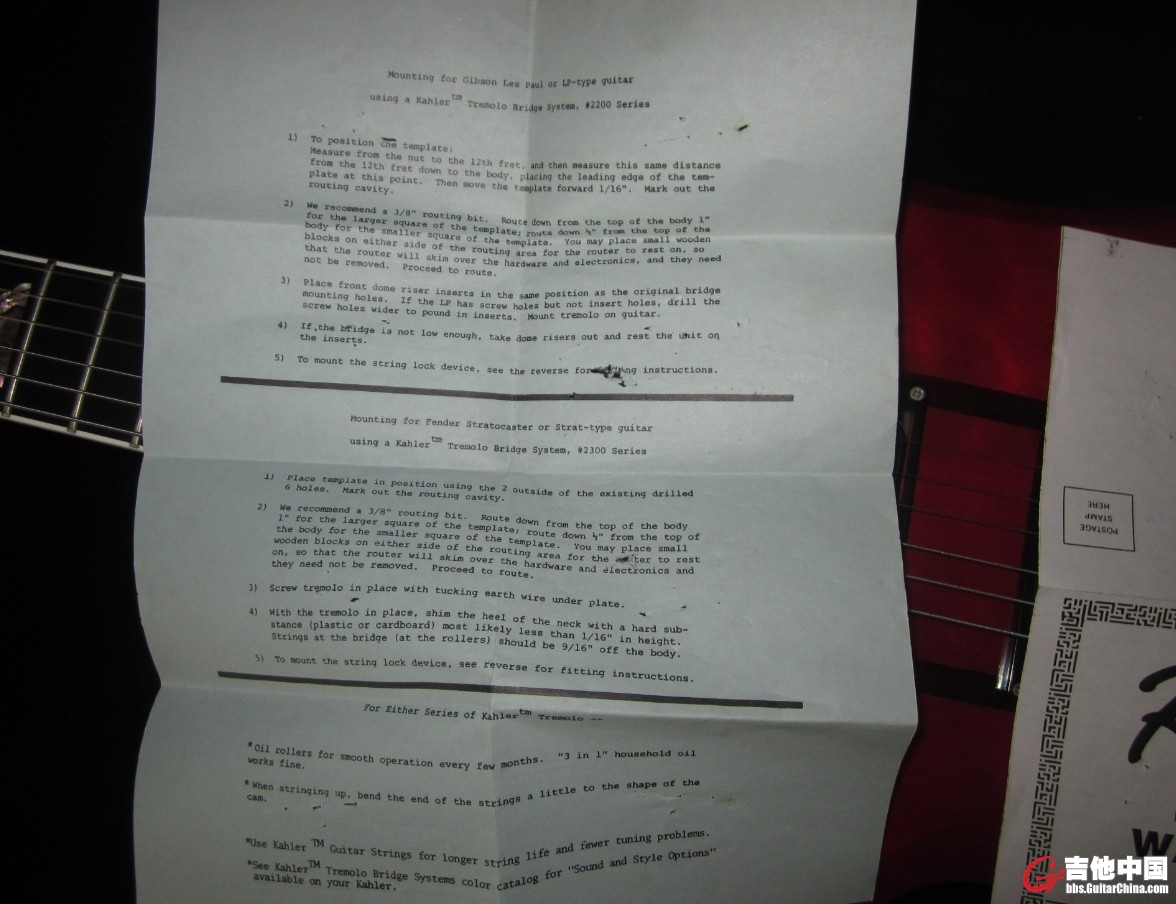 Mounting for Gibson Les Paul or LP-type guitar
using a Kahler tm Tremolo Bridge System, #2200 Series
1) To position the template:
Measure from the nut to the 12th fret, and then measure this same distance
from the 12th fret down to the body, placing the leading edge of the tem-
plate at this point. Then move the template forward 1/16". Mark out the
routing cavity.
2) We recommend a 3/8" routing bit. Route down from the top of the body 1"
for the larger square of the template; route down ½" from the top of the
body for the smaller square of the template. You may place small wooden
blocks on either side of the routing area for the router to rest on, so
that the router will skim over the hardware and electronics, and they need
not be removed. Proceed to route.
3) Place front dome riser inserts in the same position as the original bridge
mounting holes. If the LP has screw holes but not insert holes, drill the
screw holes wider to pound in inserts. Mount tremolo on guitar.
4) If the bridge is not low enough, take dome risers out and rest the unit on
the inserts.
5) To mount the string lock device, see the reverse for instructions.
Mounting for Fender Stratocaster or Strat-type guitar
using a Kahler tm Tremolo Bridge System, #2300 Series
1) Place template in position using the 2 outside of the existing drilled
6 holes. Mark out the routing cavity.
2) We recommend a 3/8" routing bit. Route down from the top of the body
1" for the larger square of the template; route down ½" from the top of
the body for the smaller square of the template. You may place small
wooden blocks on either side of the routing area for the to rest
on, so that the router will skim over the hardware and electronics and
they need not be removed. Proceed to route.
3) Screw tremolo in place with tucking earth wire under plate.
4) With the tremolo in place, shim the heel of the neck with a hard sub-
stance (plastic or cardboard) most likely less than 1/16" in height.
Strings at the bridge (at the rollers) should be 9/16" off the body.
5) To mount the string lock device, see reverse for fitting instructions.
For Either Series of Kahler tm Tremolo --
*Oil rollers for smooth operation every few months. "3 in 1" household oil
works fine.
*When stringing up, bend the end of the strings a little to the shape of the
cam.
*Use Kahler TM Guitar Strings for longer string life and fewer tuning problems.
*See Kahler TM Tremolo Bridge Systems color catalog for "Sound and Style Options"
available on your Kahler.
POSTAGE
STAMP
HERE
W
吉他中国
bbs.GuitarChina.com